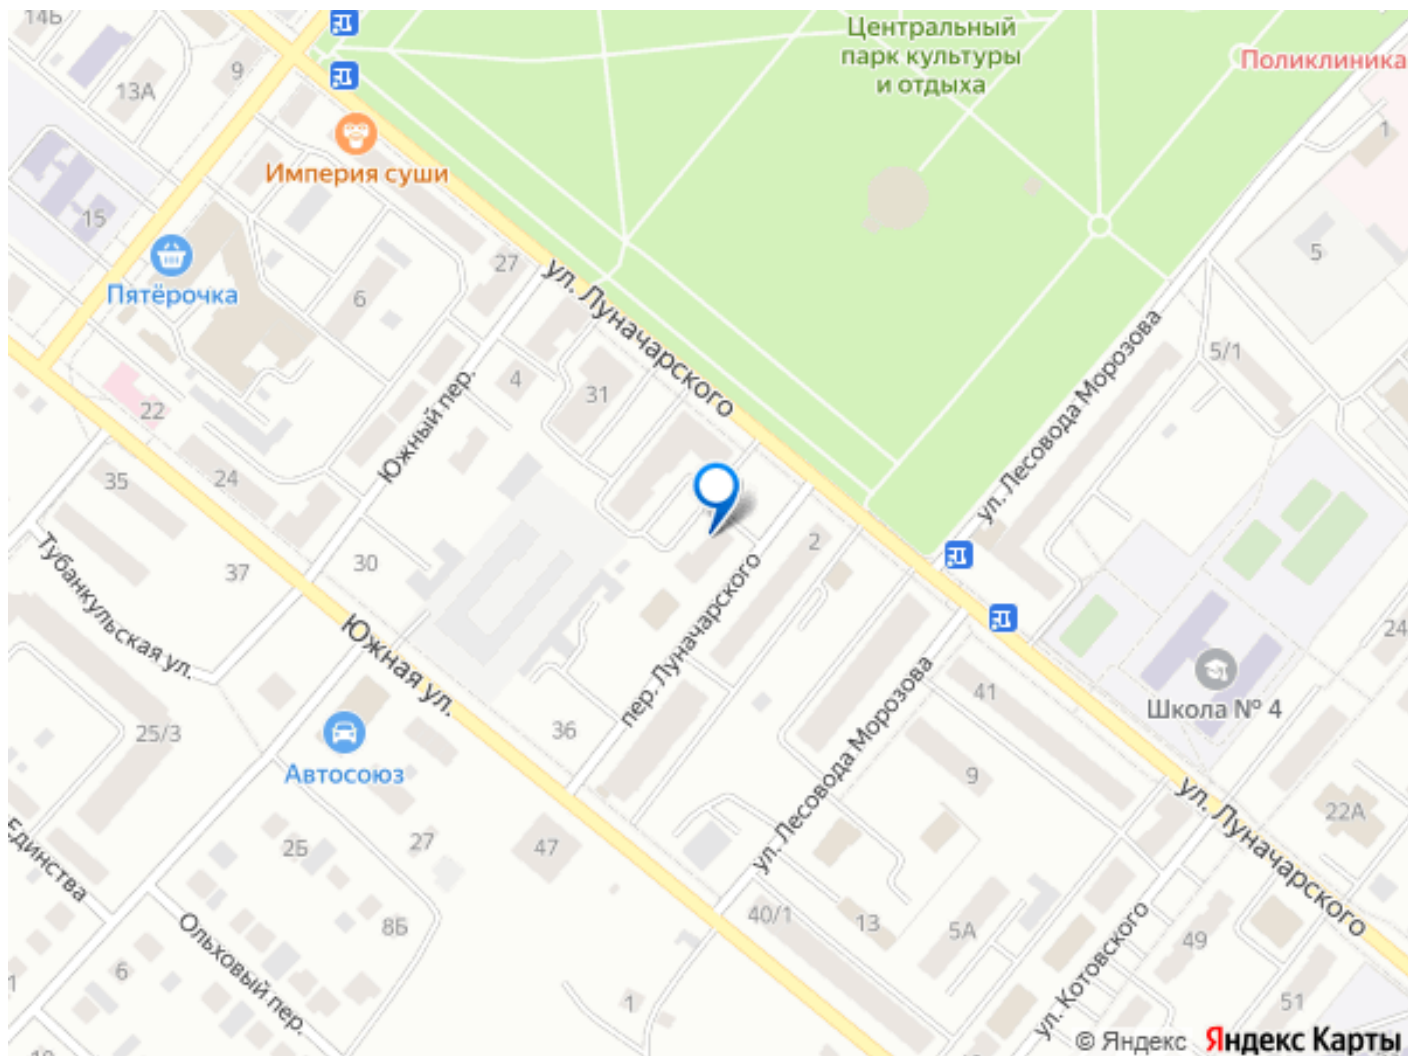 14Б
Центральный
парк культуры
и отдыха
Поликлиника
9
13А
1
Империя суши
15
5
27
ул. Луначарского
Пятёрочка
6
ул. Лесовода Морозова
5/1
4
31
22
Южный пер.
35
24
2
Тубанкульская ул.
30
37
пер. Луначарского
Южная ул.
24
Школа № 4
41
ул. Лесовода Морозова
25/3
36
Автосоюз
9
ул. Луначарского
22А
Единства
2Б
27
47
Ольховый пер.
8Б
40/1
13
5А
ул. Котовского
49
6
1
1
51
© Яндекс
Яндекс Карты